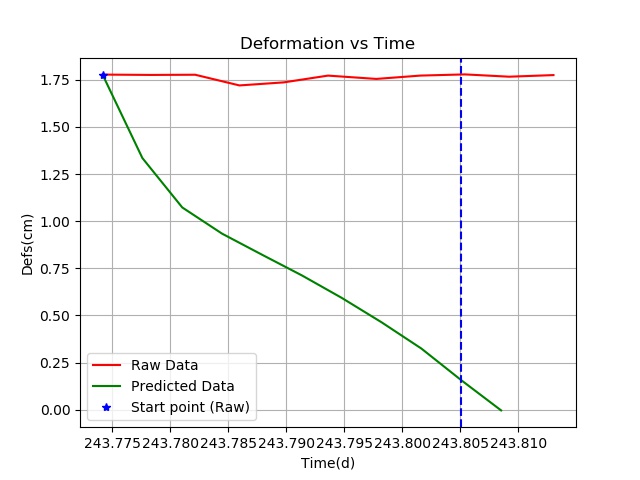 Deformation vs Time
Defs(cm)
1.75
1.50
1.25
1.00
0.75
0.50
0.25
0.00
Raw Data
Predicted Data
Start point (Raw)
243.775 243.780 243.785 243.790 243.795 243.800 243.805 243.810
Time(d)